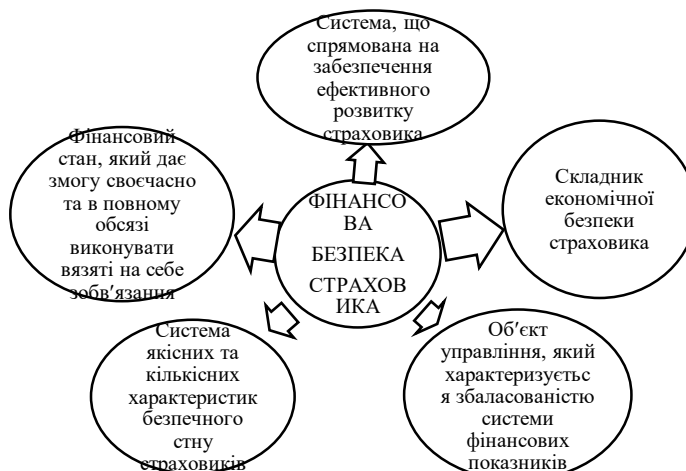 Система, що
спрямована на
забезпечення
ефективного
розвитку
страховика
Фінансовий
стан, який дає
змогу своєчасно
та в повному
обсязі
виконувати
вязяті на себе
зобв'язання
ФІНАНСО
ВА
БЕЗПЕКА
СТРАХОВ
ИКА
Складник
економічної
безпеки
страховика
Система
якісних та
кількісних
характеристик
безпечного
стну
страховиків
Об'єкт
управління, який
характеризуєтьс
я збаласованістю
системи
фінансових
показників